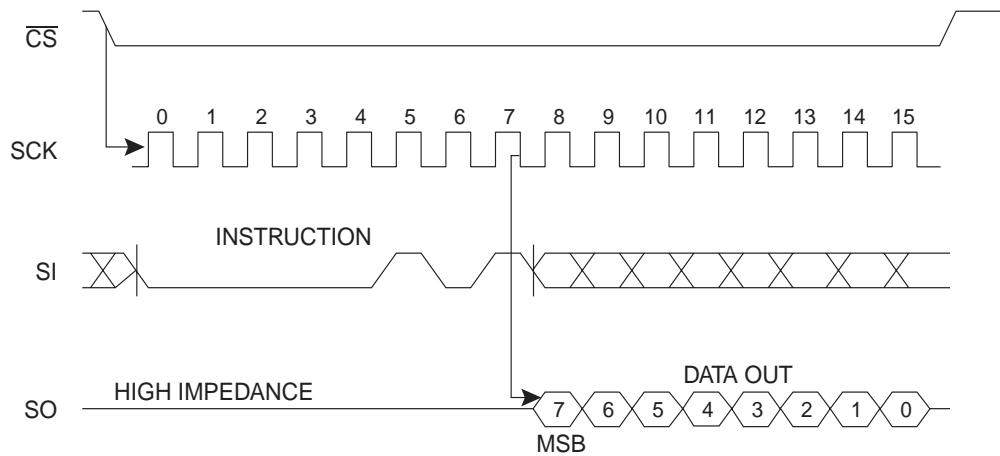 CS
0 1 2 3 4 5 6 7 8 9 10 11 12 13 14 15
SCK
INSTRUCTION
SI
HIGH IMPEDANCE
DATA OUT
SO
7 6 5 4 3 2 1 0
MSB